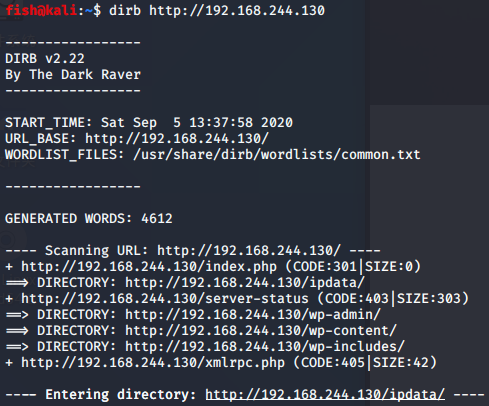 fish@kali:~$ dirb http://192.168.244.130
-----------------
DIRB v2.22
By The Dark Raver
-----------------
START_TIME: Sat Sep  5 13:37:58 2020
URL_BASE: http://192.168.244.130/
WORDLIST_FILES: /usr/share/dirb/wordlists/common.txt
-----------------
GENERATED WORDS: 4612
---- Scanning URL: http://192.168.244.130/ ----
+ http://192.168.244.130/index.php (CODE:301|SIZE:0)
==> DIRECTORY: http://192.168.244.130/ipdata/
+ http://192.168.244.130/server-status (CODE:403|SIZE:303)
==> DIRECTORY: http://192.168.244.130/wp-admin/
==> DIRECTORY: http://192.168.244.130/wp-content/
==> DIRECTORY: http://192.168.244.130/wp-includes/
+ http://192.168.244.130/xmlrpc.php (CODE:405|SIZE:42)
---- Entering directory: http://192.168.244.130/ipdata/ ----